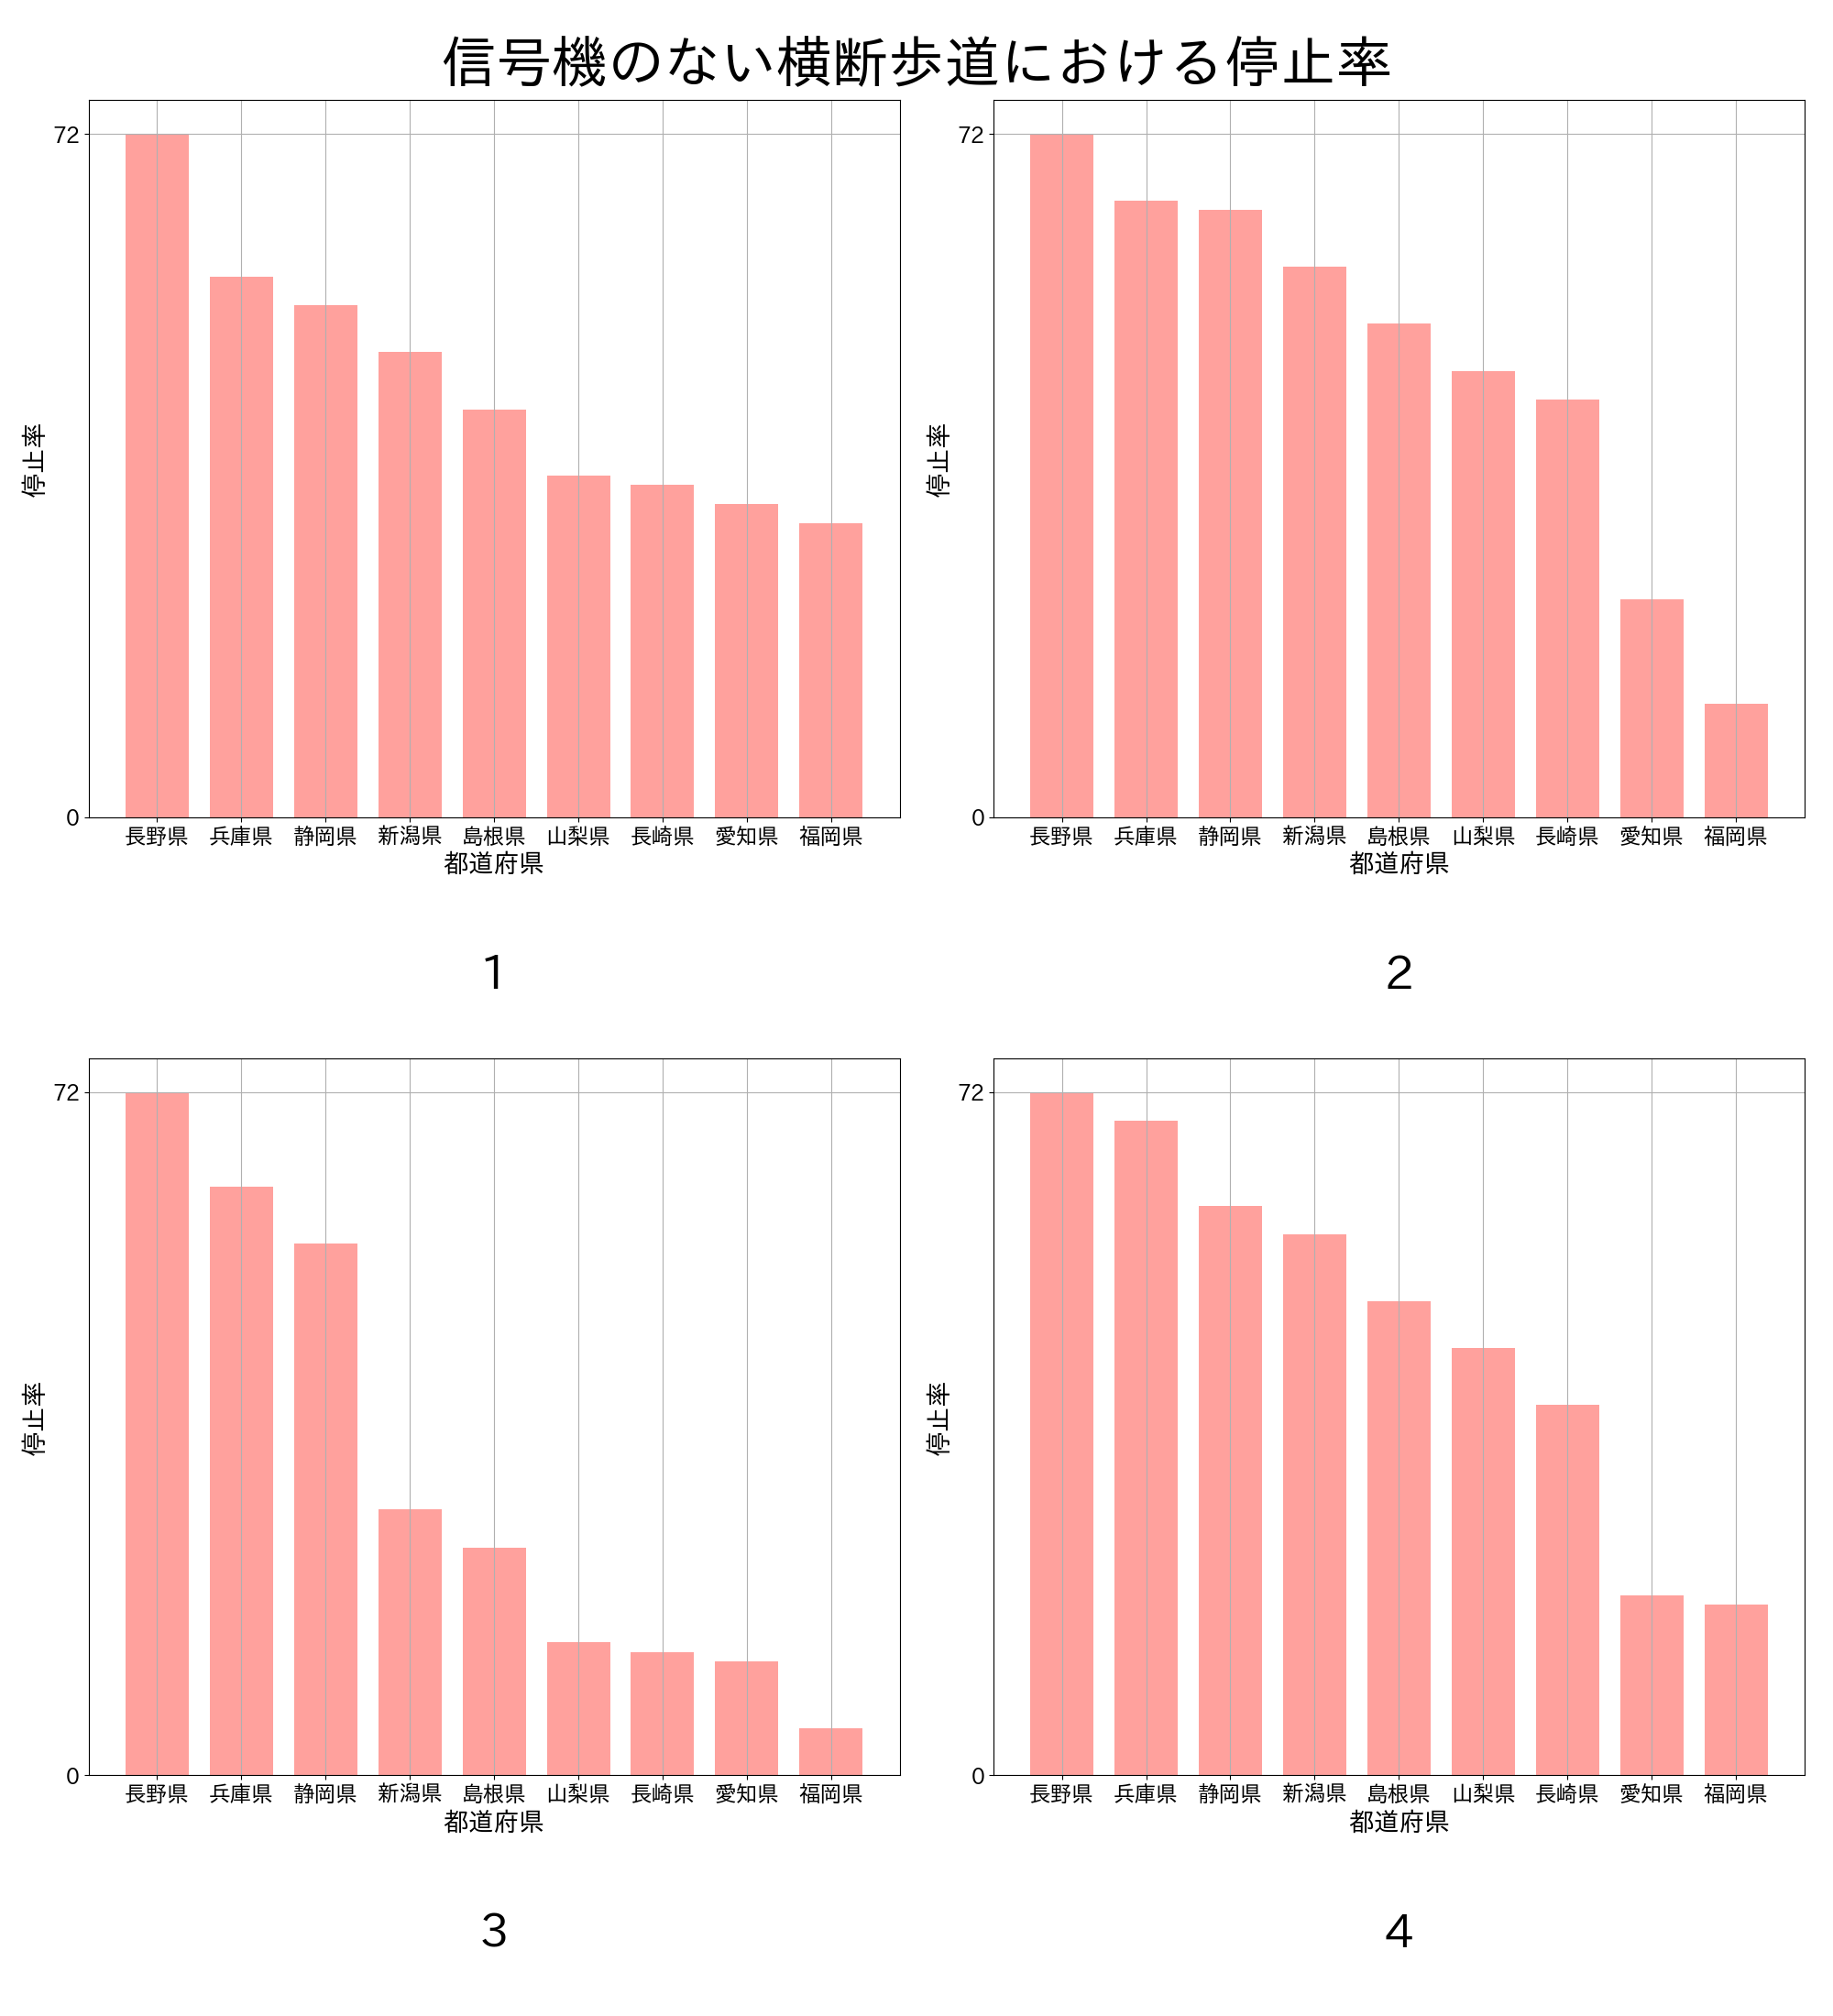 信号機のない横断歩道における停止率
72
0
停止率
長野県 兵庫県 静岡県 新潟県 島根県 山梨県 長崎県 愛知県 福岡県
都道府県
1
72
0
停止率
長野県 兵庫県 静岡県 新潟県 島根県 山梨県 長崎県 愛知県 福岡県
都道府県
2
72
0
停止率
長野県 兵庫県 静岡県 新潟県 島根県 山梨県 長崎県 愛知県 福岡県
都道府県
3
72
0
停止率
長野県 兵庫県 静岡県 新潟県 島根県 山梨県 長崎県 愛知県 福岡県
都道府県
4